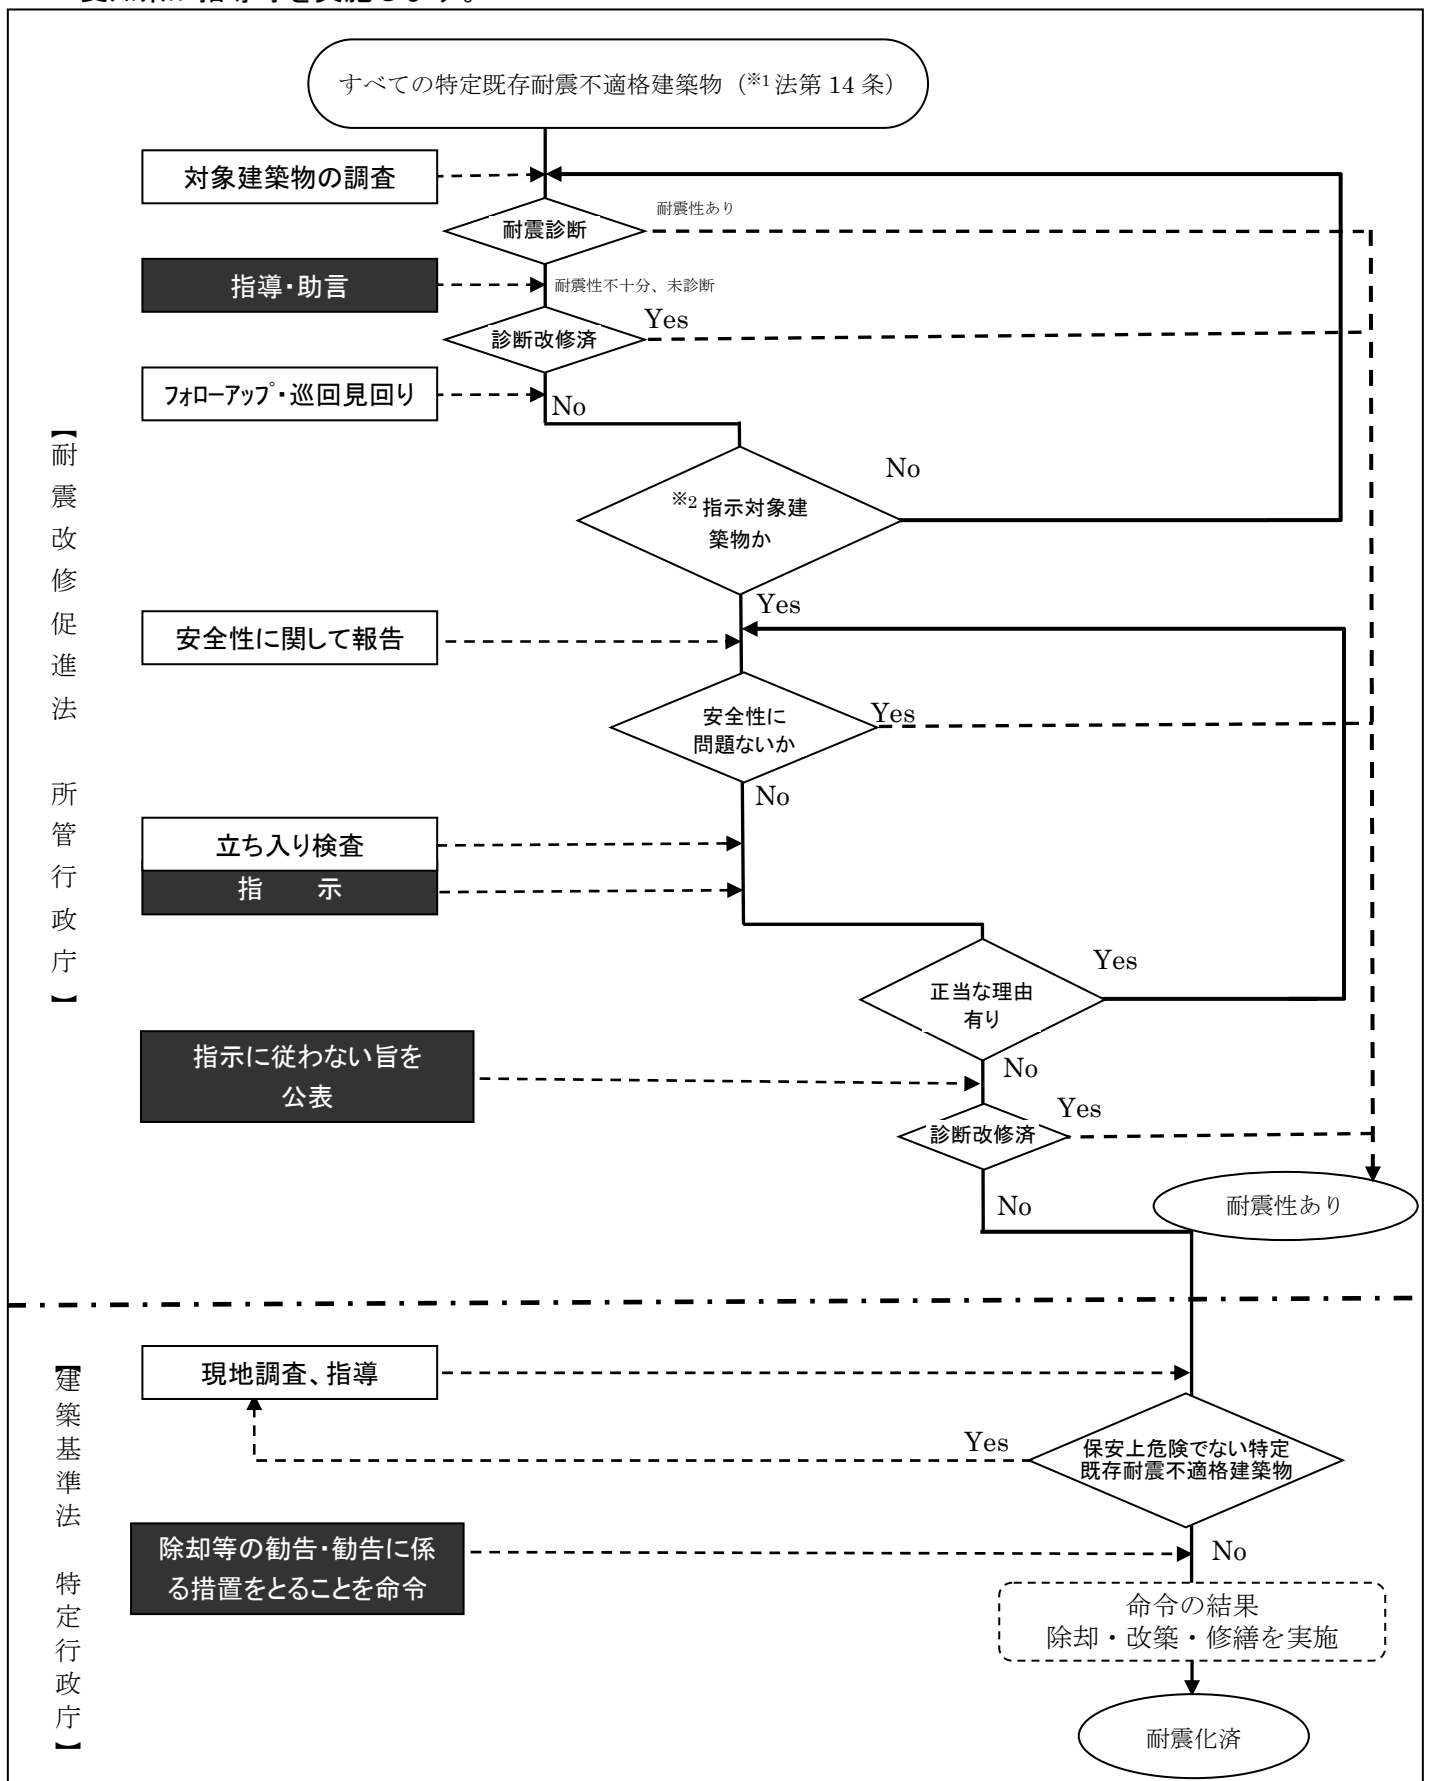 すべての特定既存耐震不適格建築物（※1法第 14 条）
対象建築物の調査
耐震性あり
耐震診断
指導・助言
耐震性不十分、未診断
診断改修済
Yes
フォローアップ・巡回見回り
No
【耐震改修促進法　所管行政庁】
No
※2 指示対象建
築物か
Yes
安全性に関して報告
安全性に
問題ないか
Yes
No
立ち入り検査
指　示
Yes
正当な理由
有り
指示に従わない旨を
公表
No
Yes
診断改修済
No
耐震性あり
【建築基準法　特定行政庁】
現地調査、指導
Yes
保安上危険でない特定
既存耐震不適格建築物
除却等の勧告・勧告に係
る措置をとることを命令
No
命令の結果
除却・改築・修繕を実施
耐震化済